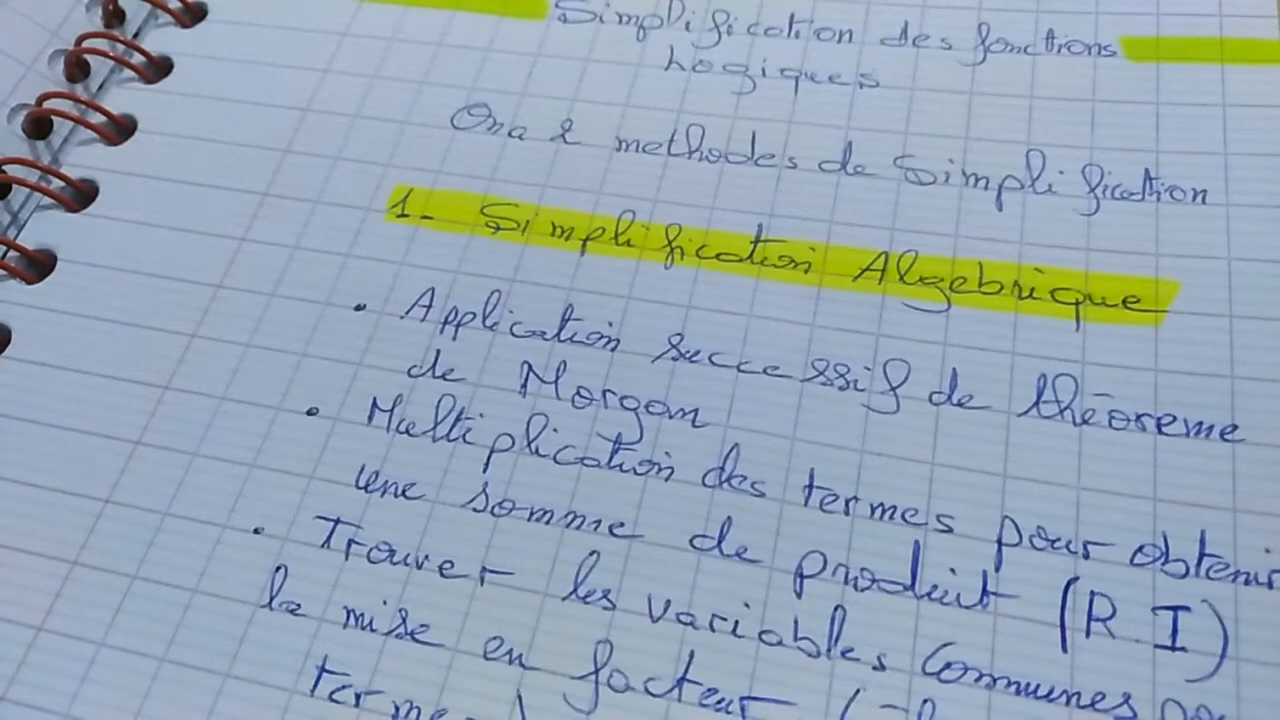 Simplification des fonctions
Logiques
On a 2 methodes de simplification
1- Simplification Algebrique
• Application successif de théoreme
de Morgan
• Multiplication des termes pour obtenir
une somme de produit (R.I)
• Trouver les variables Communes
la mise en facteur
terme